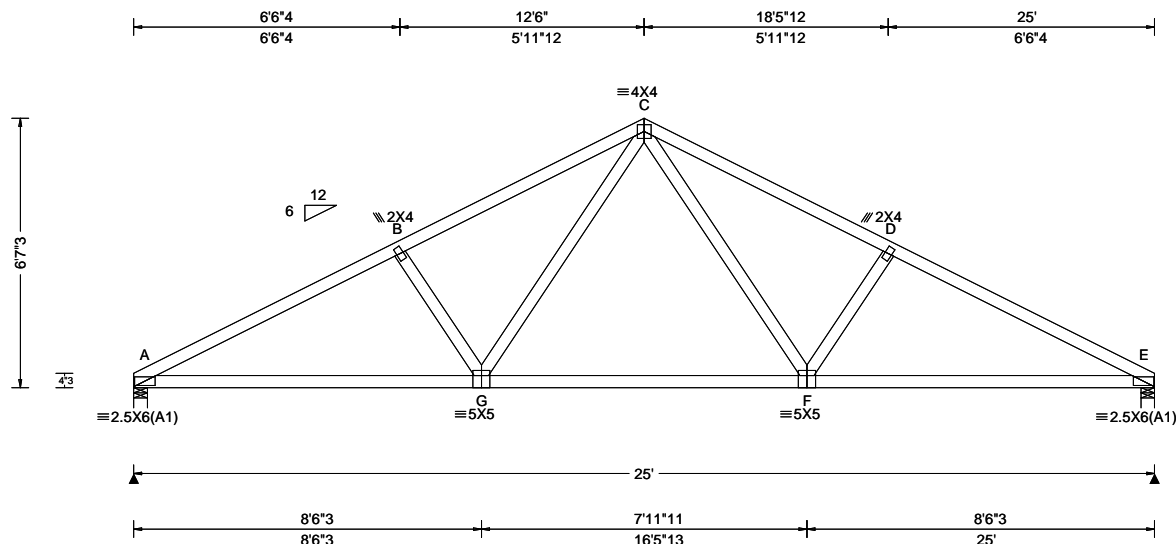 6'6"4 12'6" 18'5"12 25'
6'6"4 5'11"12 5'11"12 6'6"4
≡4X4
C
12
6
⫽2X4
B
⫽2X4
D
6'7"3
4"3
A
E
G
F
≡2.5X6(A1)
≡5X5
≡5X5
≡2.5X6(A1)
25'
8'6"3 7'11"11 8'6"3
8'6"3 16'5"13 25'